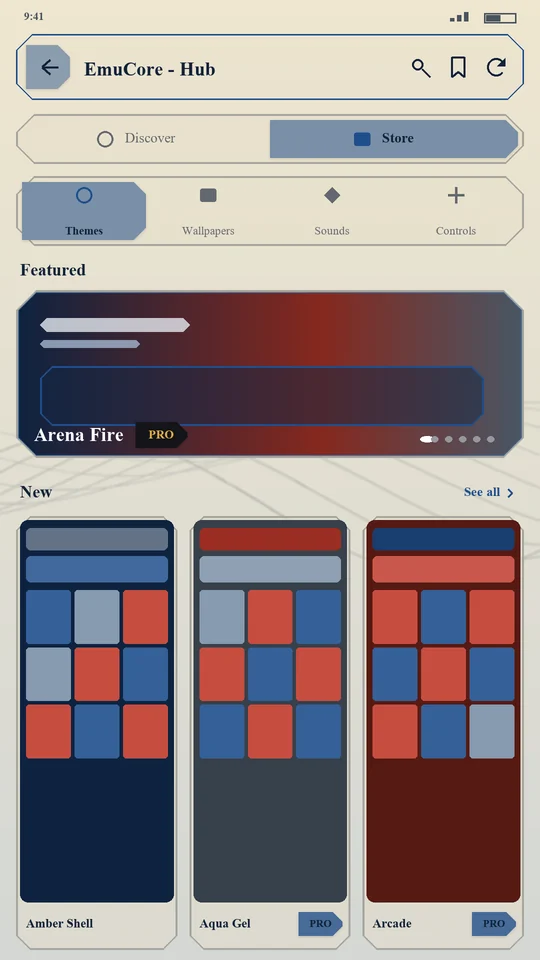 9:41
EmuCore - Hub
Discover
Store
Themes
Wallpapers
Sounds
Controls
Featured
Arena Fire
PRO
New
See all
Amber Shell
Aqua Gel
PRO
Arcade
PRO